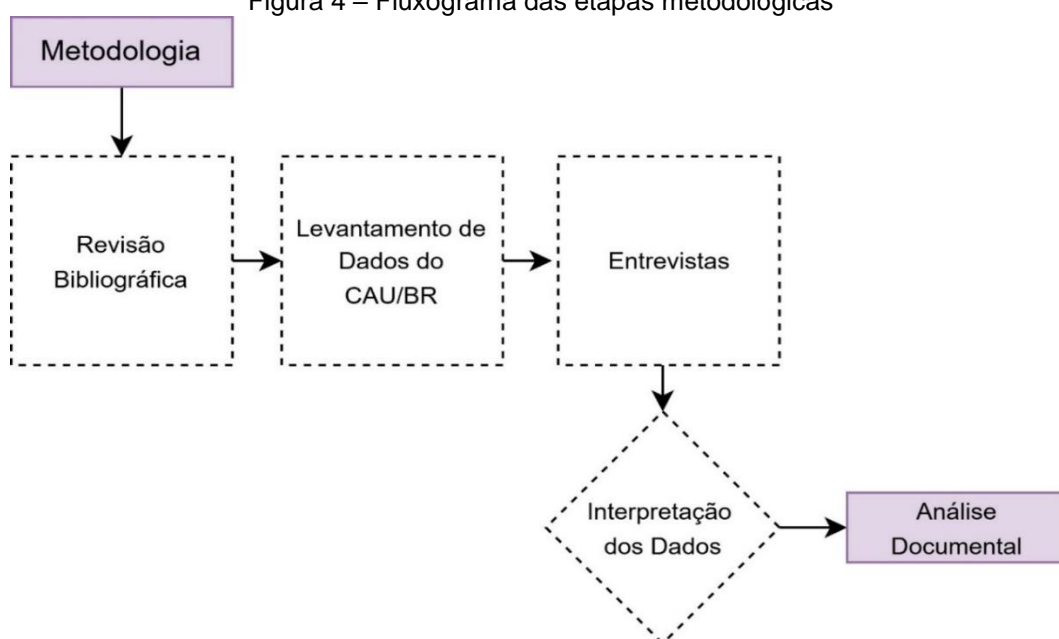 Figura 4 – Fluxograma das etapas metodológicas
Metodologia
Revisão
Bibliográfica
Levantamento de
Dados do
CAU/BR
Entrevistas
Interpretação
dos Dados
Análise
Documental